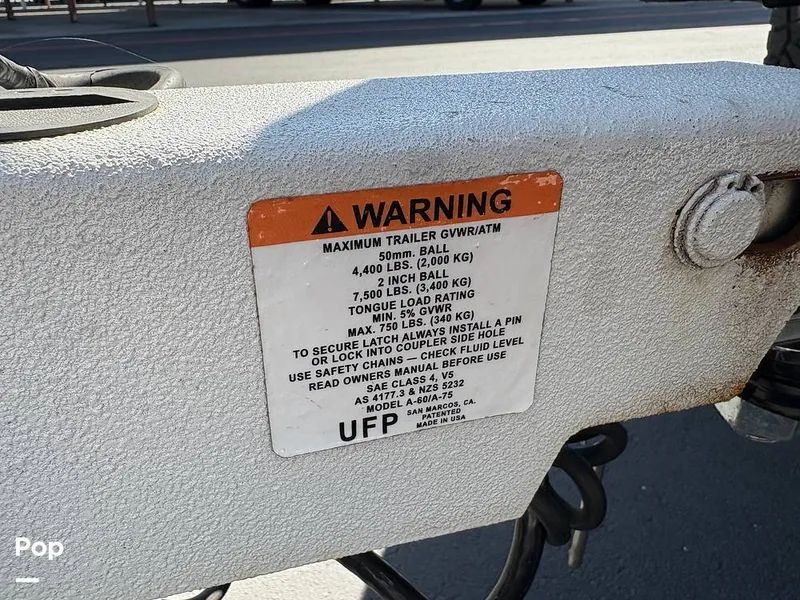 WARNING
MAXIMUM TRAILER GVWR/ATM
50mm. BALL
4,400 LBS. (2,000 KG)
2 INCH BALL
7,500 LBS. (3,400 KG)
TONGUE LOAD RATING
MIN. 5% GVWR
MAX. 750 LBS. (340 KG)
TO SECURE LATCH ALWAYS INSTALL A PIN
OR LOCK INTO COUPLER SIDE HOLE
USE SAFETY CHAINS — CHECK FLUID LEVEL
READ OWNERS MANUAL BEFORE USE
SAE CLASS 4, V5
AS 4177.3 & NZS 5232
MODEL A-60/A-75
UFP SAN MARCOS, CA.
PATENTED
MADE IN USA
Pop